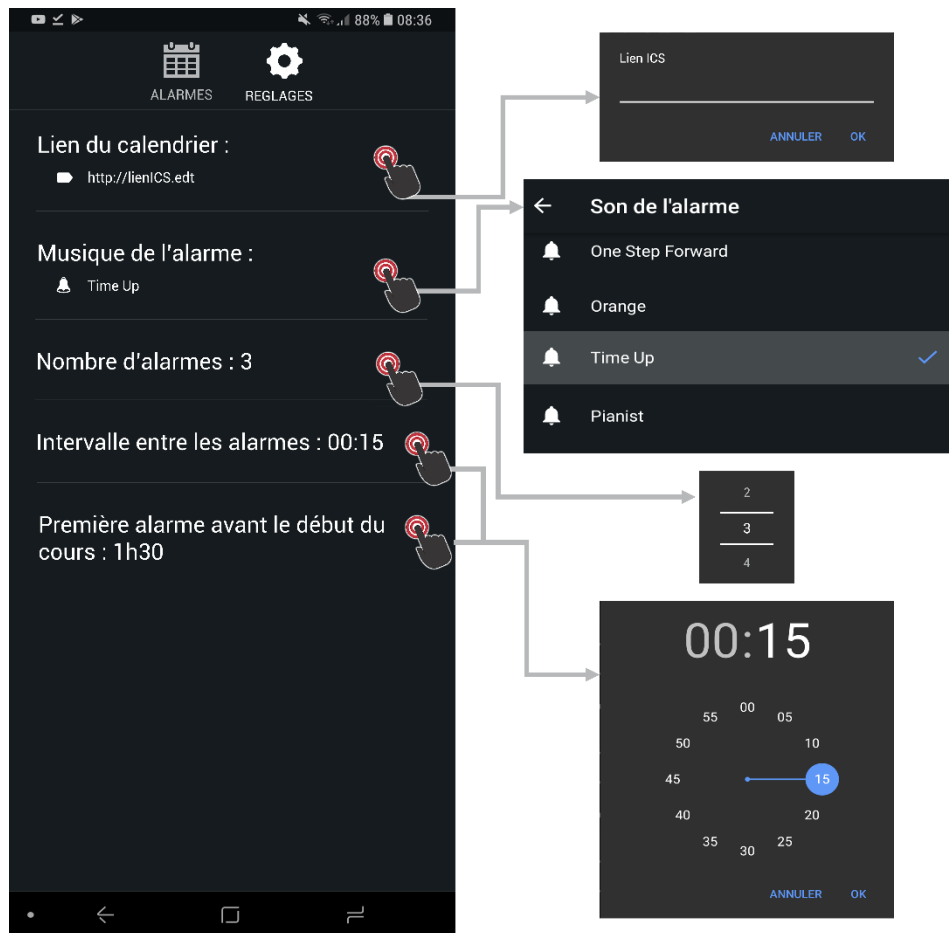 88% 08:36
ALARMES REGLAGES
Lien du calendrier :
http://lienICS.edt
Musique de l'alarme :
Time Up
Nombre d'alarmes : 3
Intervalle entre les alarmes : 00:15
Première alarme avant le début du
cours : 1h30
Lien ICS
ANNULER OK
Son de l'alarme
One Step Forward
Orange
Time Up
Pianist
2
3
4
00:15
00
55 05
50 10
45 15
40 20
35 25
30
ANNULER OK